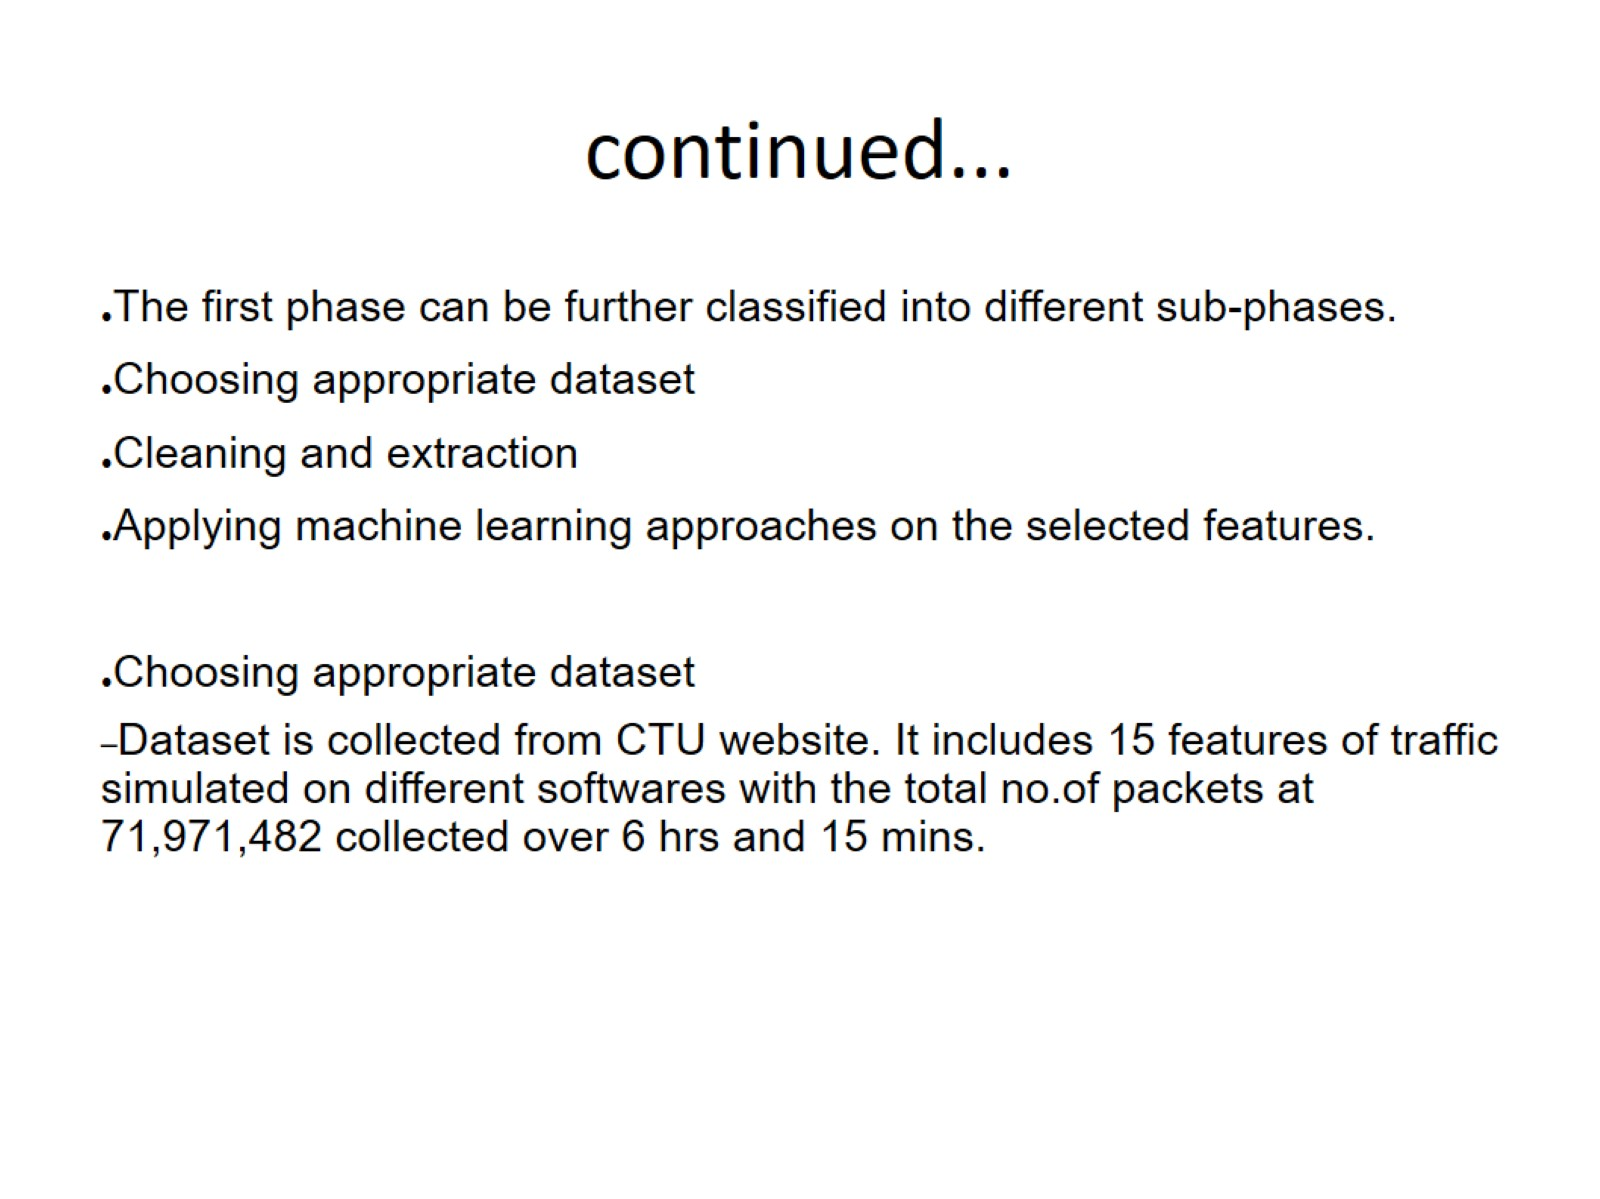 continued...
.The first phase can be further classified into different sub-phases.
.Choosing appropriate dataset
.Cleaning and extraction
.Applying machine learning approaches on the selected features.
.Choosing appropriate dataset
–Dataset is collected from CTU website. It includes 15 features of traffic
simulated on different softwares with the total no.of packets at
71,971,482 collected over 6 hrs and 15 mins.